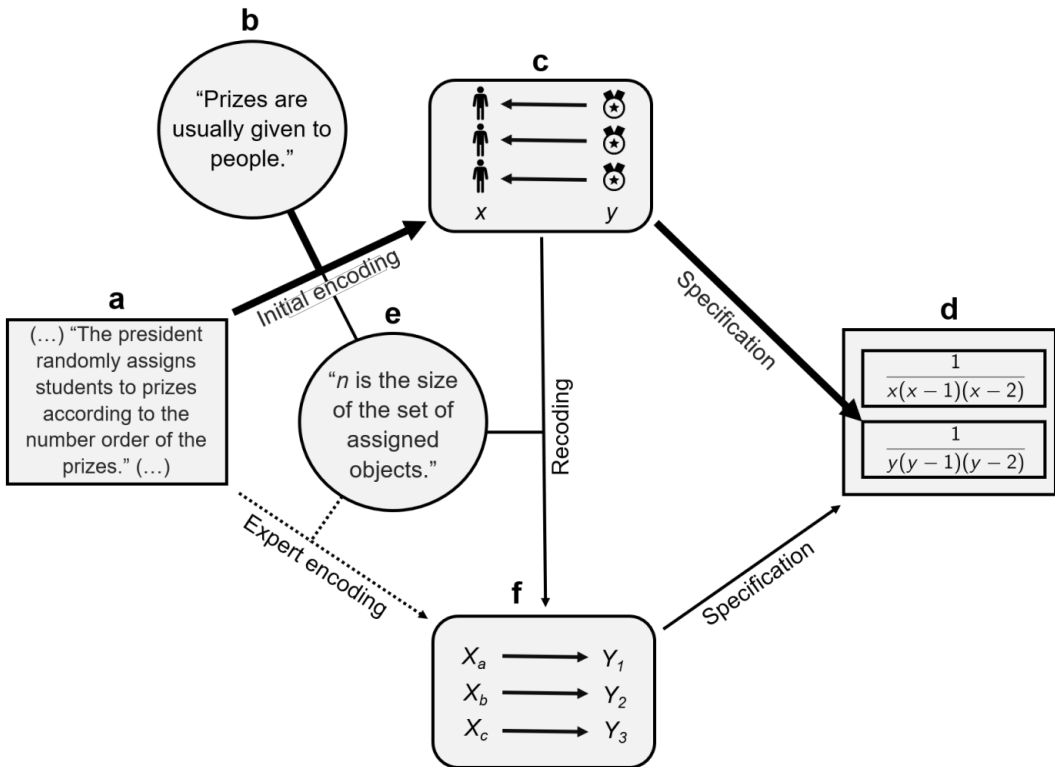 b
“Prizes are
usually given to
people.”
c
x
y
Initial encoding
a
(...) “The president
randomly assigns
students to prizes
according to the
number order of the
prizes.” (...)
e
“n is the size
of the set of
assigned
objects.”
Recoding
Specification
d
1
x(x − 1)(x − 2)
1
y(y − 1)(y − 2)
Expert encoding
Specification
f
Xₐ Y₁
X_b Y₂
X_c Y₃